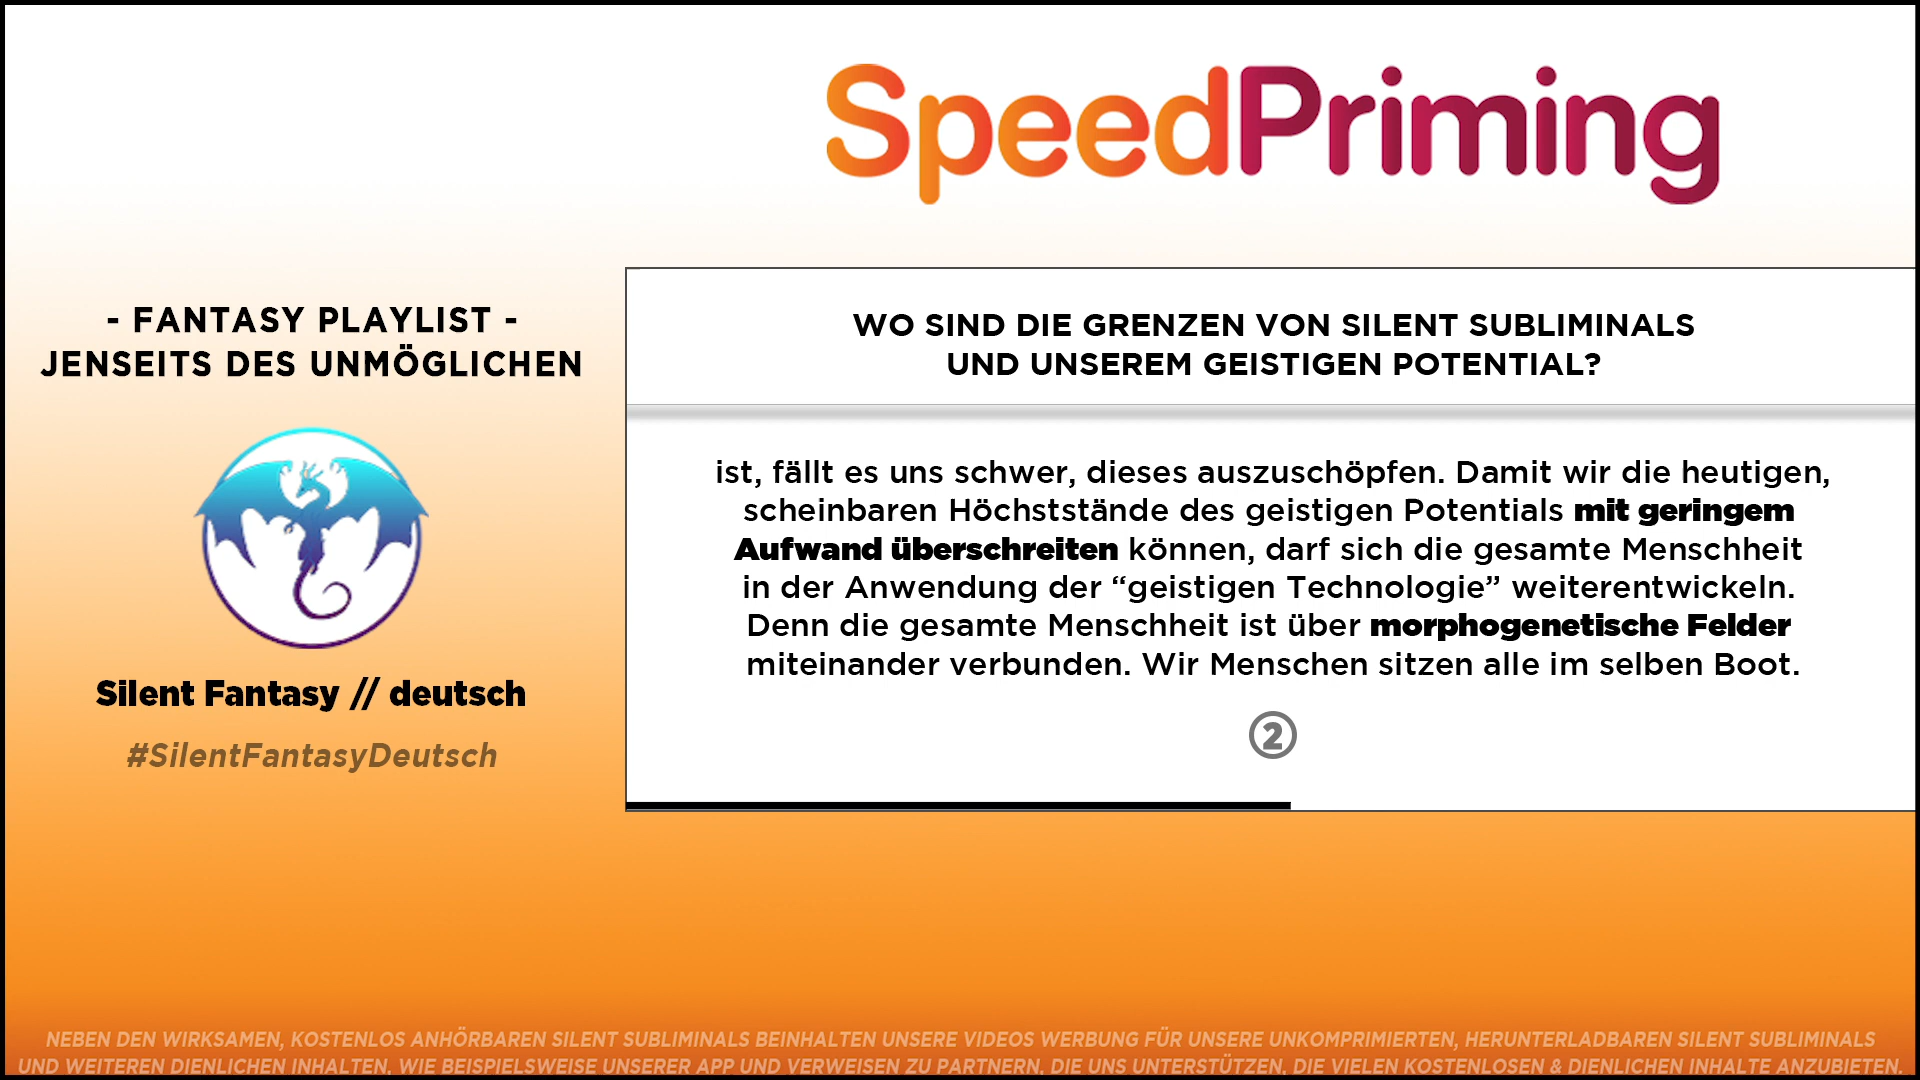 SpeedPriming
- FANTASY PLAYLIST -
JENSEITS DES UNMÖGLICHEN
Silent Fantasy // deutsch
#SilentFantasyDeutsch
WO SIND DIE GRENZEN VON SILENT SUBLIMINALS
UND UNSEREM GEISTIGEN POTENTIAL?
ist, fällt es uns schwer, dieses auszuschöpfen. Damit wir die heutigen,
scheinbaren Höchststände des geistigen Potentials mit geringem
Aufwand überschreiten können, darf sich die gesamte Menschheit
in der Anwendung der “geistigen Technologie” weiterentwickeln.
Denn die gesamte Menschheit ist über morphogenetische Felder
miteinander verbunden. Wir Menschen sitzen alle im selben Boot.
2
NEBEN DEN WIRKSAMEN, KOSTENLOS ANHÖRBAREN SILENT SUBLIMINALS BEINHALTEN UNSERE VIDEOS WERBUNG FÜR UNSERE UNKOMPRIMIERTEN, HERUNTERLADBAREN SILENT SUBLIMINALS
UND WEITEREN DIENLICHEN INHALTEN, WIE BEISPIELSWEISE UNSERER APP UND VERWEISEN ZU PARTNERN, DIE UNS UNTERSTÜTZEN, DIE VIELEN KOSTENLOSEN & DIENLICHEN INHALTE ANZUBIETEN.